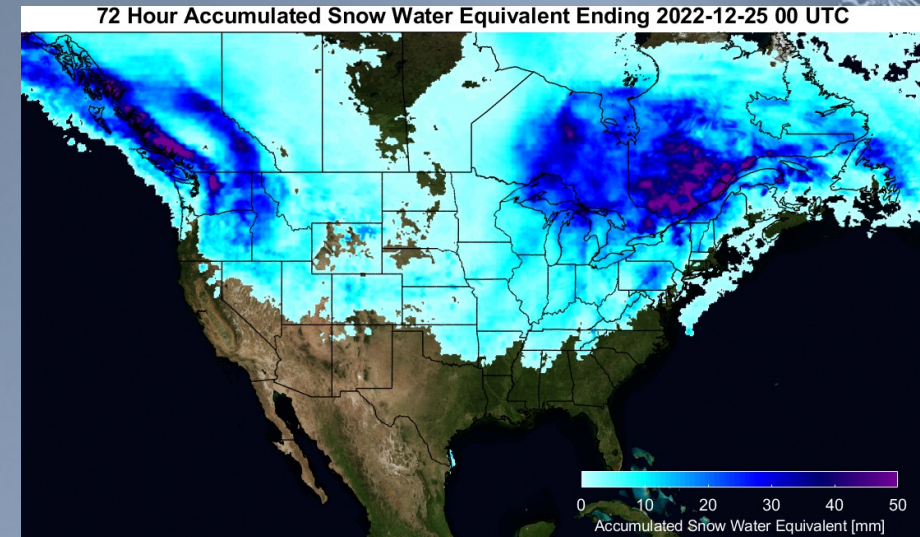 72 Hour Accumulated Snow Water Equivalent Ending 2022-12-25 00 UTC
0 10 20 30 40 50
Accumulated Snow Water Equivalent [mm]